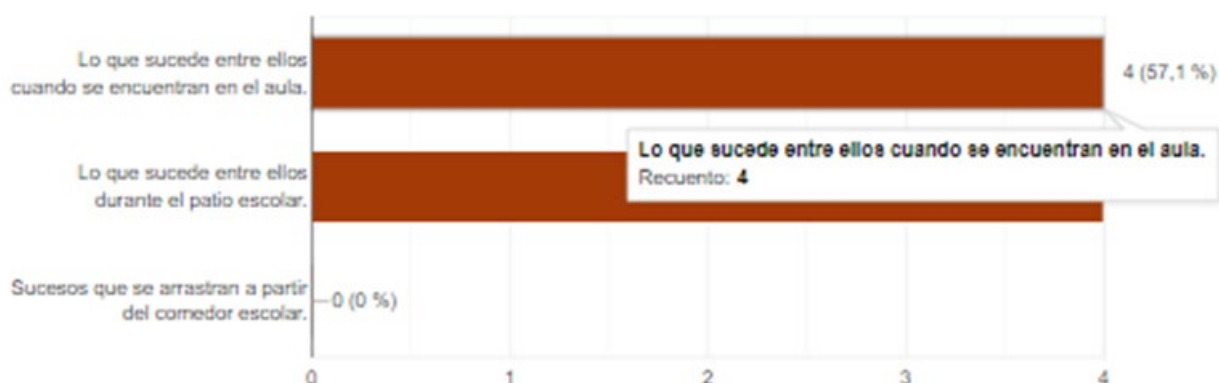 Lo que sucede entre ellos
cuando se encuentran en el aula.
4 (57,1 %)
Lo que sucede entre ellos cuando se encuentran en el aula.
Recuento: 4
Lo que sucede entre ellos
durante el patio escolar.
Sucesos que se arrastran a partir
del comedor escolar.
0 (0 %)
0 1 2 3 4